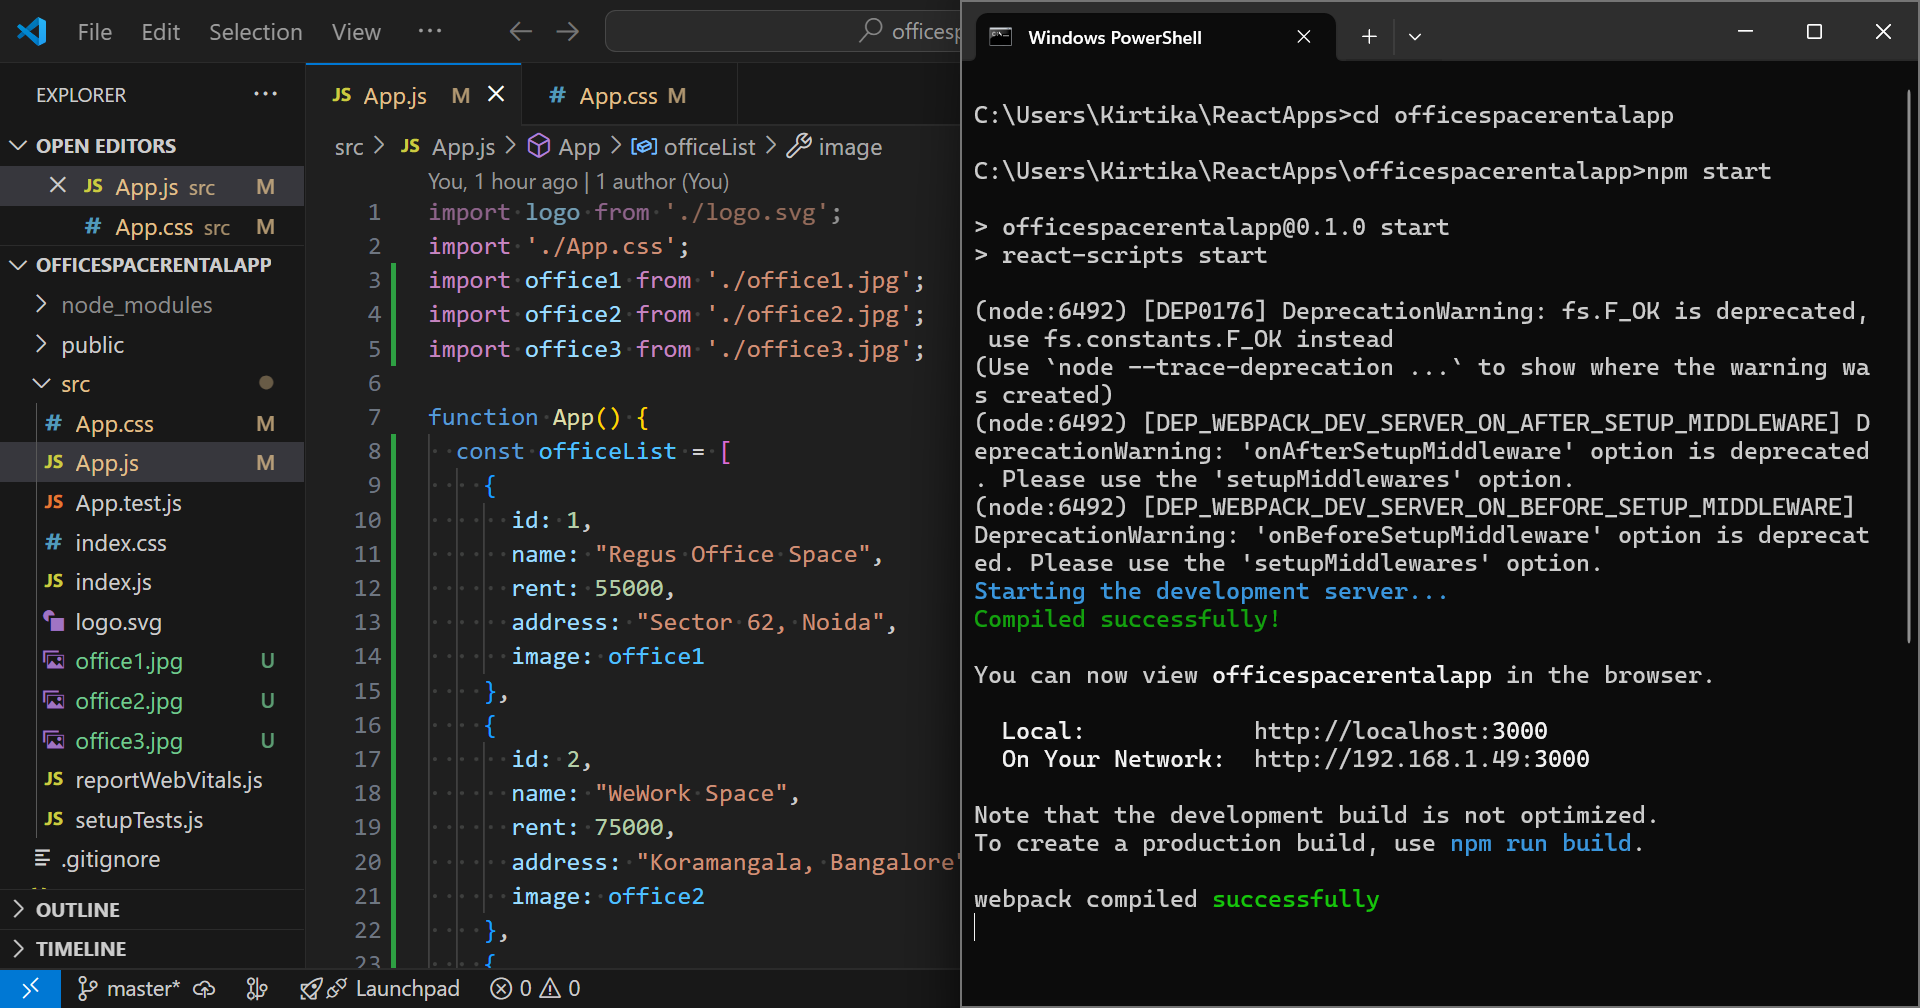 File Edit Selection View ··· officesp
EXPLORER ···
OPEN EDITORS
JS App.js src M
# App.css src M
OFFICESPACERENTALAPP
node_modules
public
src
# App.css M
JS App.js M
JS App.test.js
# index.css
JS index.js
logo.svg
office1.jpg U
office2.jpg U
office3.jpg U
JS reportWebVitals.js
JS setupTests.js
.gitignore
OUTLINE
TIMELINE
JS App.js M
# App.css M
src > JS App.js > App > officeList > image
You, 1 hour ago | 1 author (You)
1 import logo from './logo.svg';
2 import './App.css';
3 import office1 from './office1.jpg';
4 import office2 from './office2.jpg';
5 import office3 from './office3.jpg';
6
7 function App() {
8 const officeList = [
9 {
10 id: 1,
11 name: "Regus Office Space",
12 rent: 55000,
13 address: "Sector 62, Noida",
14 image: office1
15 },
16 {
17 id: 2,
18 name: "WeWork Space",
19 rent: 75000,
20 address: "Koramangala, Bangalore"
21 image: office2
22 },
23 {
master* Launchpad 0 0
Windows PowerShell
C:\Users\Kirtika\ReactApps>cd officespacerentalapp
C:\Users\Kirtika\ReactApps\officespacerentalapp>npm start
> officespacerentalapp@0.1.0 start
> react-scripts start
(node:6492) [DEP0176] DeprecationWarning: fs.F_OK is deprecated,
use fs.constants.F_OK instead
(Use `node --trace-deprecation ...` to show where the warning wa
s created)
(node:6492) [DEP_WEBPACK_DEV_SERVER_ON_AFTER_SETUP_MIDDLEWARE] D
eprecationWarning: 'onAfterSetupMiddleware' option is deprecated
. Please use the 'setupMiddlewares' option.
(node:6492) [DEP_WEBPACK_DEV_SERVER_ON_BEFORE_SETUP_MIDDLEWARE]
DeprecationWarning: 'onBeforeSetupMiddleware' option is deprecat
ed. Please use the 'setupMiddlewares' option.
Starting the development server...
Compiled successfully!
You can now view officespacerentalapp in the browser.
Local: http://localhost:3000
On Your Network: http://192.168.1.49:3000
Note that the development build is not optimized.
To create a production build, use npm run build.
webpack compiled successfully